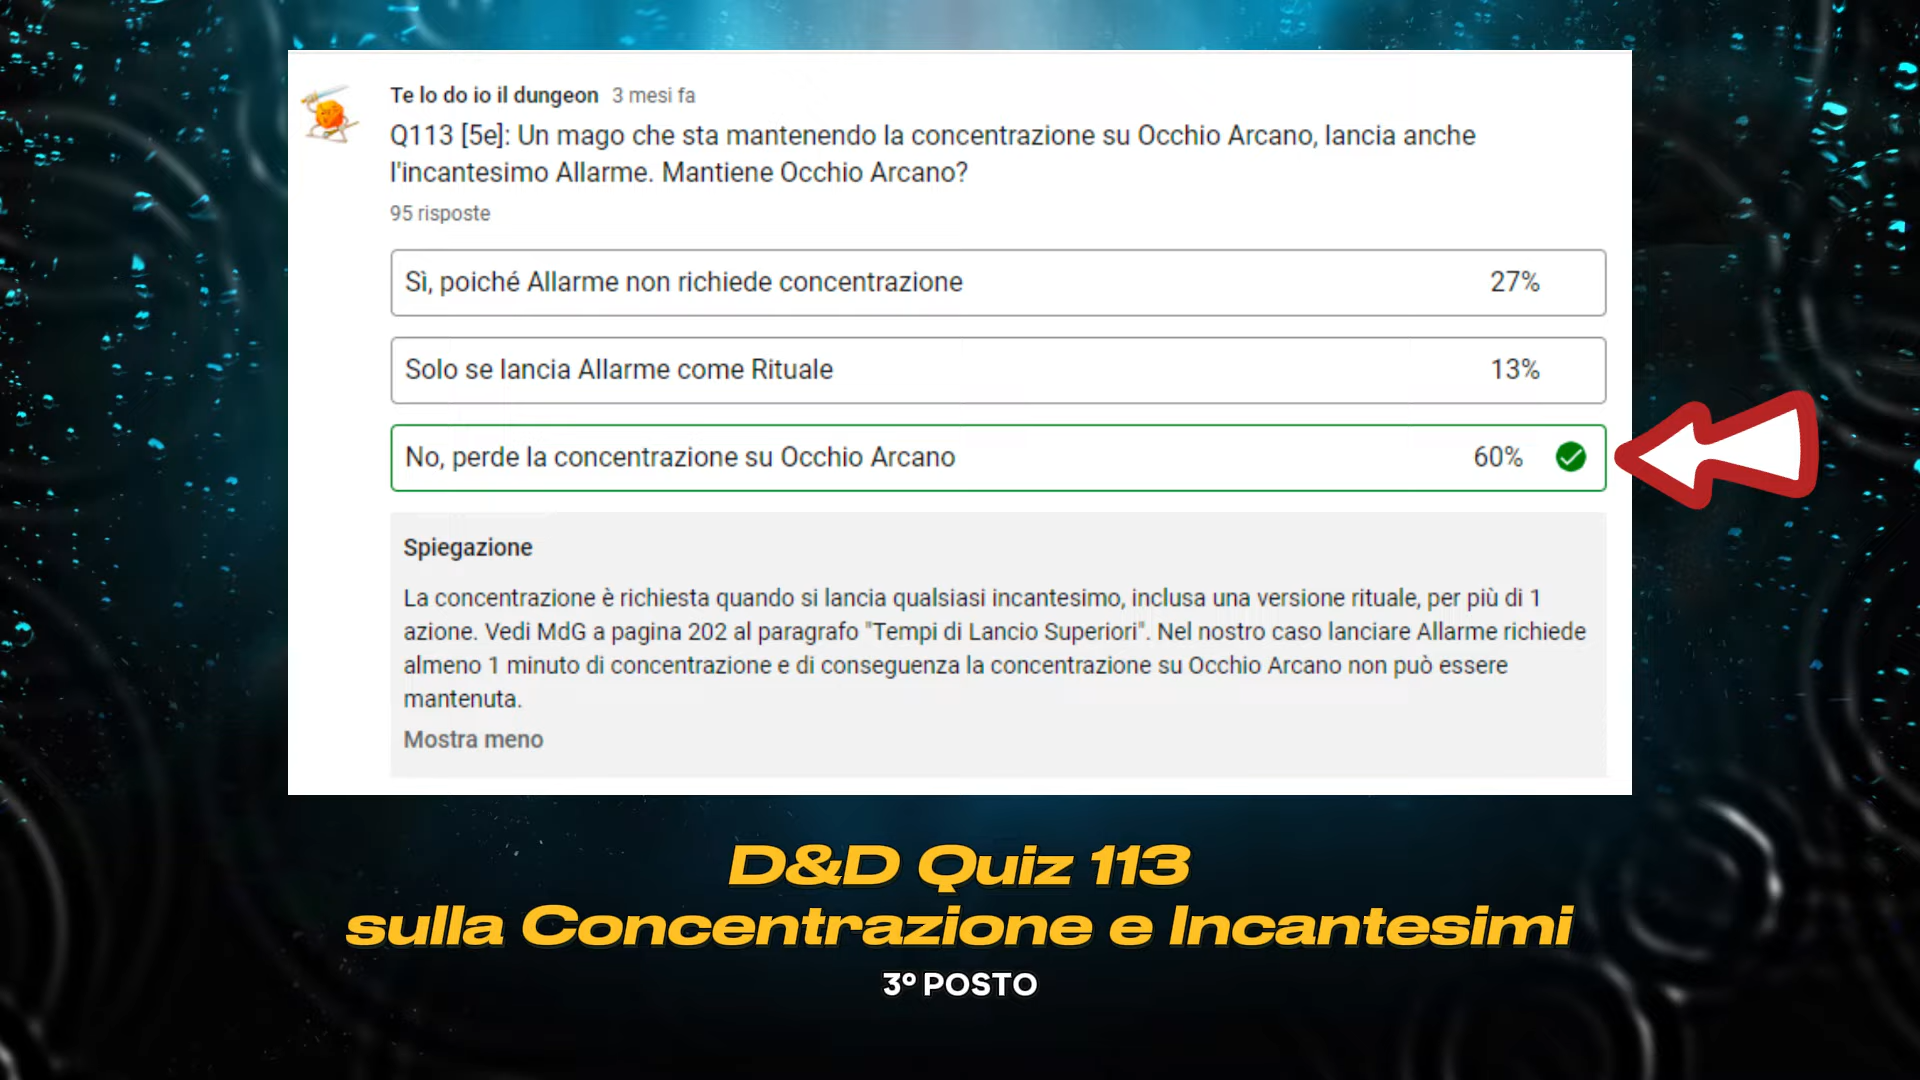 Te lo do io il dungeon 3 mesi fa
Q113 [5e]: Un mago che sta mantenendo la concentrazione su Occhio Arcano, lancia anche
l'incantesimo Allarme. Mantiene Occhio Arcano?
95 risposte
Sì, poiché Allarme non richiede concentrazione 27%
Solo se lancia Allarme come Rituale 13%
No, perde la concentrazione su Occhio Arcano 60%
Spiegazione
La concentrazione è richiesta quando si lancia qualsiasi incantesimo, inclusa una versione rituale, per più di 1
azione. Vedi MdG a pagina 202 al paragrafo "Tempi di Lancio Superiori". Nel nostro caso lanciare Allarme richiede
almeno 1 minuto di concentrazione e di conseguenza la concentrazione su Occhio Arcano non può essere
mantenuta.
Mostra meno
D&D Quiz 113
sulla Concentrazione e Incantesimi
3º POSTO